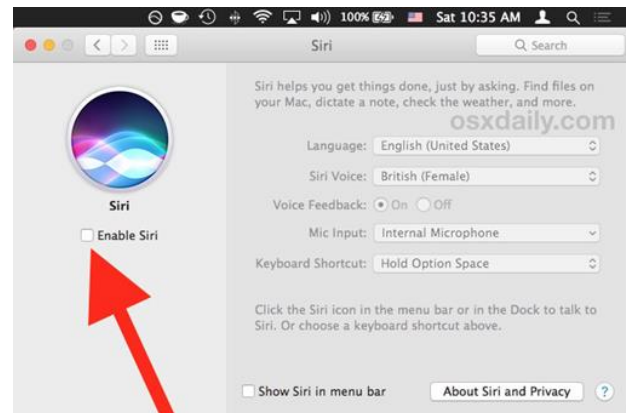 100% Sat 10:35 AM
Siri
Search
Siri helps you get things done, just by asking. Find files on
your Mac, dictate a note, check the weather, and more.
osxdaily.com
Language: English (United States)
Siri Voice: British (Female)
Siri
Voice Feedback: On Off
Enable Siri
Mic Input: Internal Microphone
Keyboard Shortcut: Hold Option Space
Click the Siri icon in the menu bar or in the Dock to talk to
Siri. Or choose a keyboard shortcut above.
Show Siri in menu bar
About Siri and Privacy ?